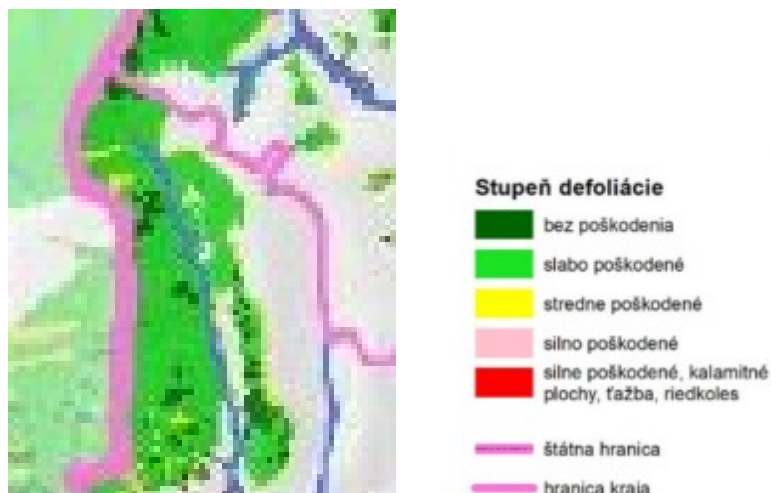 Stupeň defoliácie
bez poškodenia
slabo poškodené
stredne poškodené
silno poškodené
silne poškodené, kalamitné
plochy, ťažba, riedkoles
štátna hranica
hranica kraja